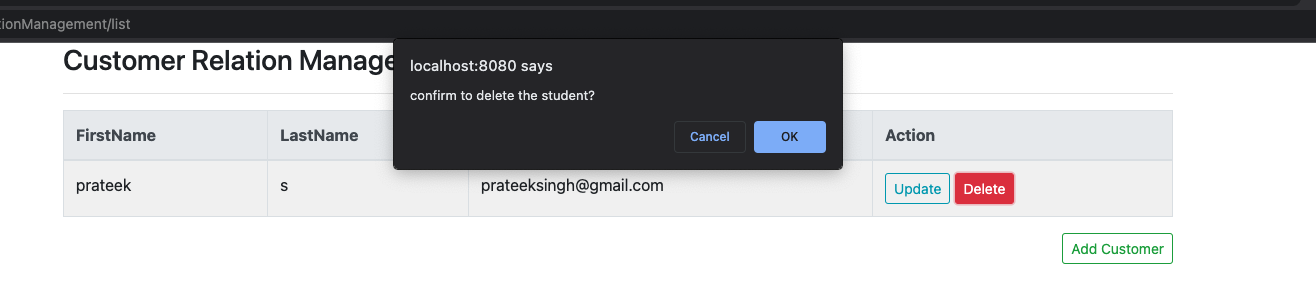 tionManagement/list
Customer Relation Manage
localhost:8080 says
confirm to delete the student?
Cancel OK
FirstName LastName Action
prateek s prateeksingh@gmail.com Update Delete
Add Customer